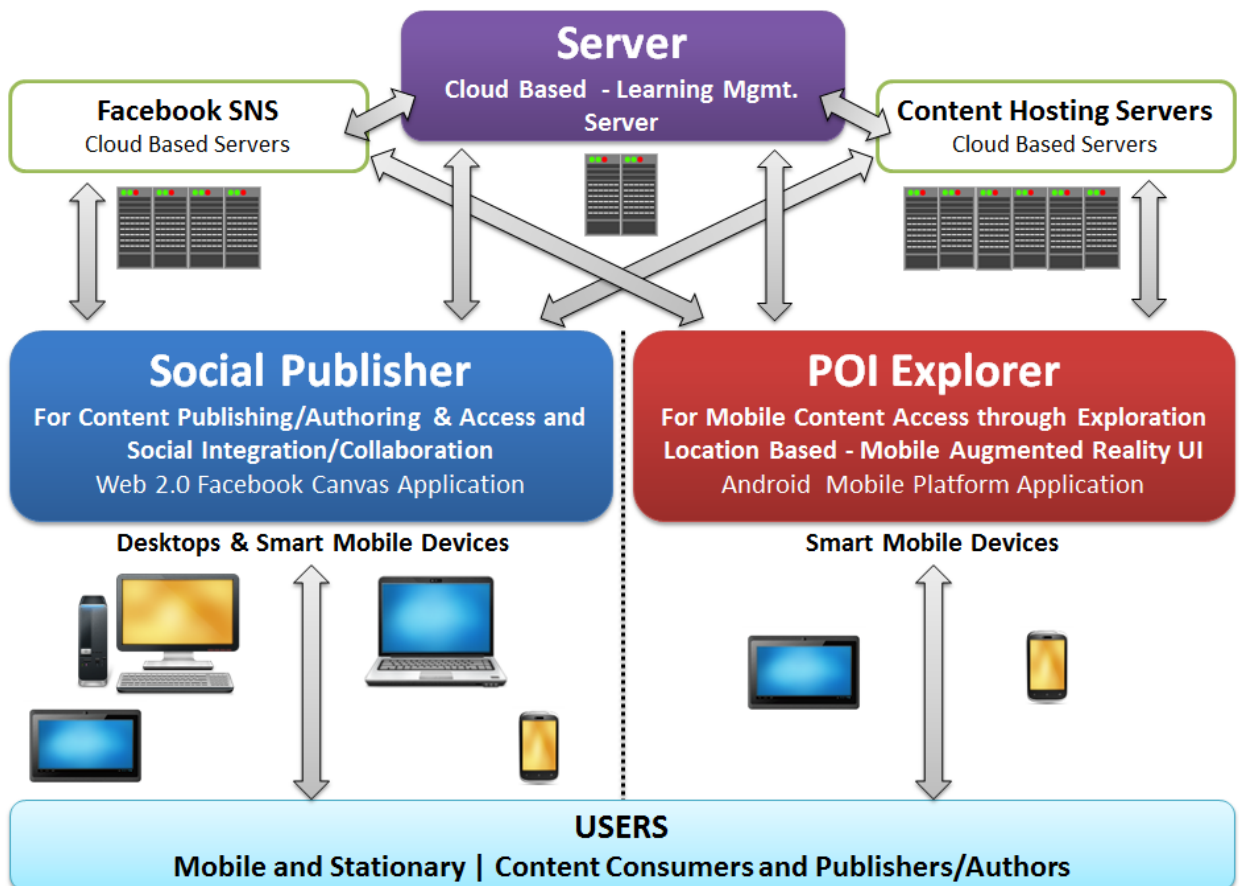 Server
Cloud Based - Learning Mgmt.
Server
Facebook SNS
Cloud Based Servers
Content Hosting Servers
Cloud Based Servers
Social Publisher
For Content Publishing/Authoring & Access and
Social Integration/Collaboration
Web 2.0 Facebook Canvas Application
POI Explorer
For Mobile Content Access through Exploration
Location Based - Mobile Augmented Reality UI
Android Mobile Platform Application
Desktops & Smart Mobile Devices
Smart Mobile Devices
USERS
Mobile and Stationary | Content Consumers and Publishers/Authors